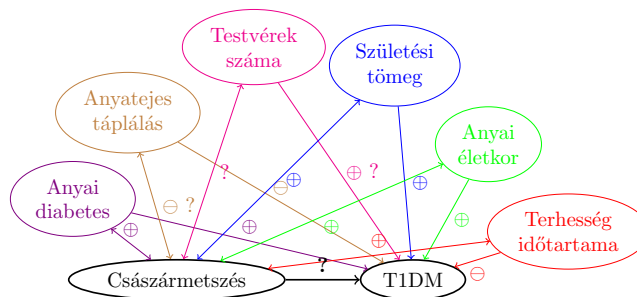 Testvérek
száma
Születési
tömeg
Anyatejes
táplálás
Anyai
életkor
Anyai
diabetes
Terhesség
időtartama
Császármetszés
T1DM
⊖ ?
?
⊕ ?
⊖
⊕
⊕
⊕
⊕
⊕
⊕
⊕
⊖
?